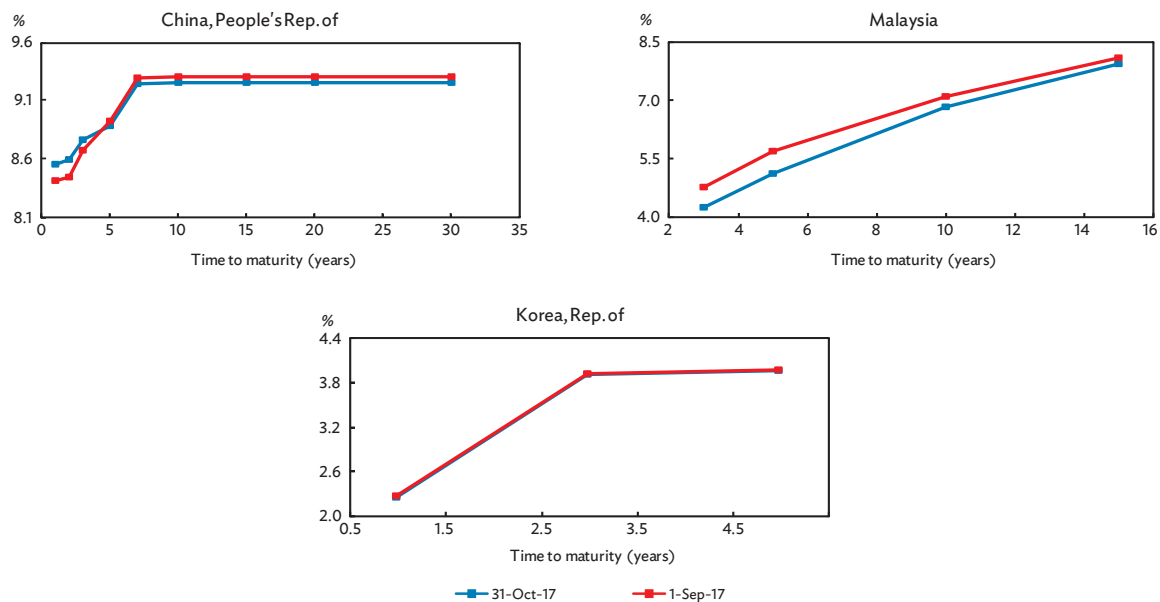 China, People's Rep. of
%
9.6
9.1
8.6
8.1
0 5 10 15 20 25 30 35
Time to maturity (years)
Malaysia
%
8.5
7.0
5.5
4.0
2 4 6 8 10 12 14 16
Time to maturity (years)
Korea, Rep. of
%
4.4
3.8
3.2
2.6
2.0
0.5 1.5 2.5 3.5 4.5
Time to maturity (years)
31-Oct-17 1-Sep-17